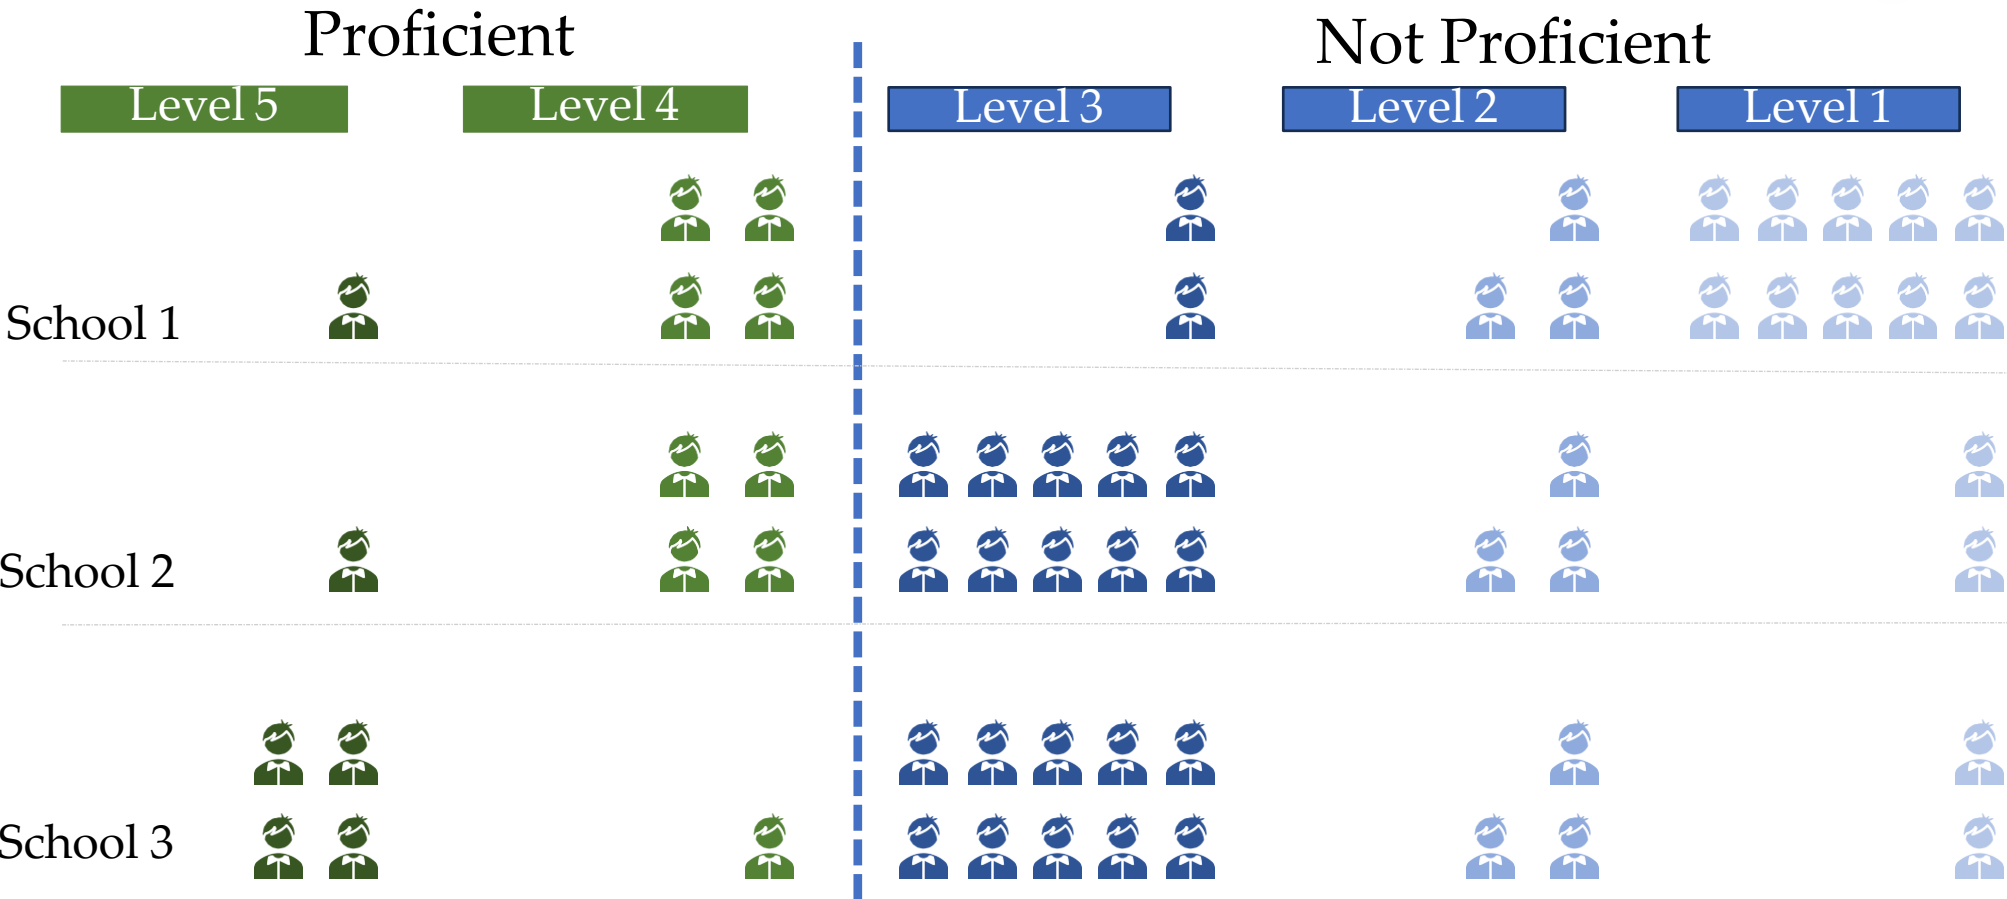 Proficient
Not Proficient
Level 5
Level 4
Level 3
Level 2
Level 1
School 1
School 2
School 3